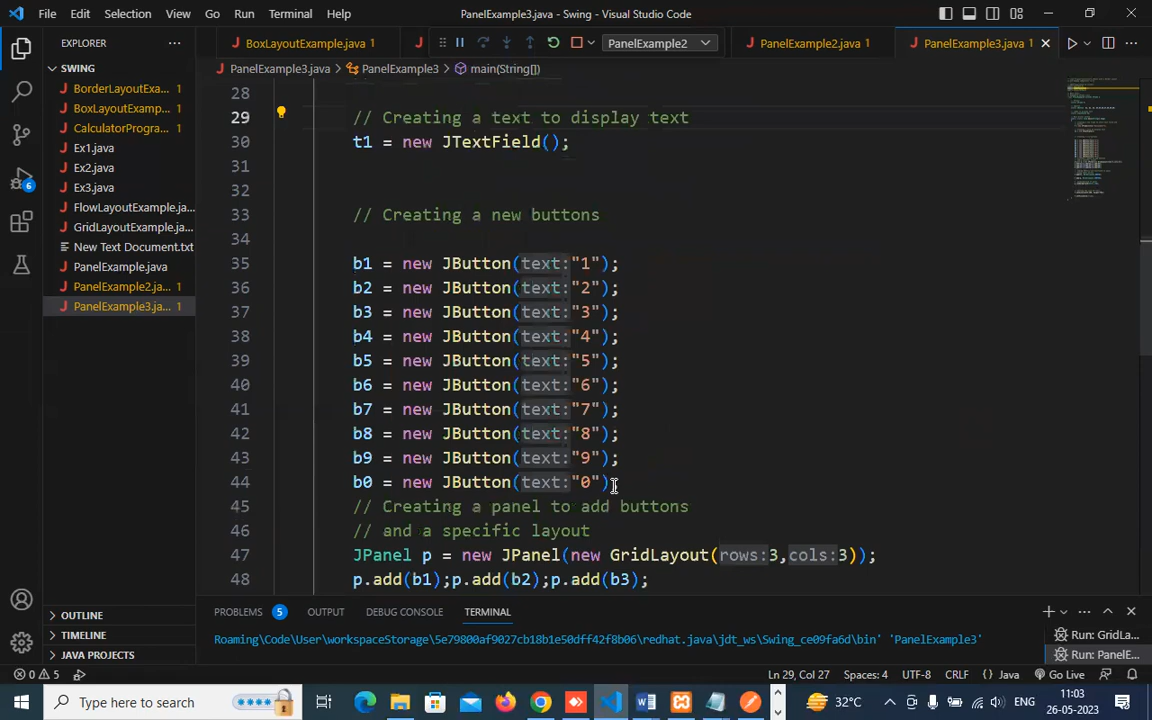 File Edit Selection View Go Run Terminal Help
PanelExample3.java - Swing - Visual Studio Code
EXPLORER
BoxLayoutExample.java 1
PanelExample2
PanelExample2.java 1
PanelExample3.java 1
SWING
PanelExample3.java > PanelExample3 > main(String[])
BorderLayoutExa... 1
BoxLayoutExamp... 1
CalculatorProgra... 1
Ex1.java
Ex2.java
Ex3.java
FlowLayoutExample.ja...
GridLayoutExample.jav...
New Text Document.txt
PanelExample.java
PanelExample2.ja... 1
PanelExample3.ja... 1
OUTLINE
TIMELINE
JAVA PROJECTS
6
28
29 // Creating a text to display text
30 t1 = new JTextField();
31
32
33 // Creating a new buttons
34
35 b1 = new JButton(text:"1");
36 b2 = new JButton(text:"2");
37 b3 = new JButton(text:"3");
38 b4 = new JButton(text:"4");
39 b5 = new JButton(text:"5");
40 b6 = new JButton(text:"6");
41 b7 = new JButton(text:"7");
42 b8 = new JButton(text:"8");
43 b9 = new JButton(text:"9");
44 b0 = new JButton(text:"0");
45 // Creating a panel to add buttons
46 // and a specific layout
47 JPanel p = new JPanel(new GridLayout(rows:3,cols:3));
48 p.add(b1);p.add(b2);p.add(b3);
PROBLEMS 5 OUTPUT DEBUG CONSOLE TERMINAL
Roaming\Code\User\workspaceStorage\5e79800af9027cb18b1e50dff42f8b06\redhat.java\jdt_ws\Swing_ce09fa6d\bin' 'PanelExample3'
Run: GridLa...
Run: PanelE...
0 5
Ln 29, Col 27 Spaces: 4 UTF-8 CRLF {} Java Go Live
Type here to search
32°C
ENG
11:03
26-05-2023